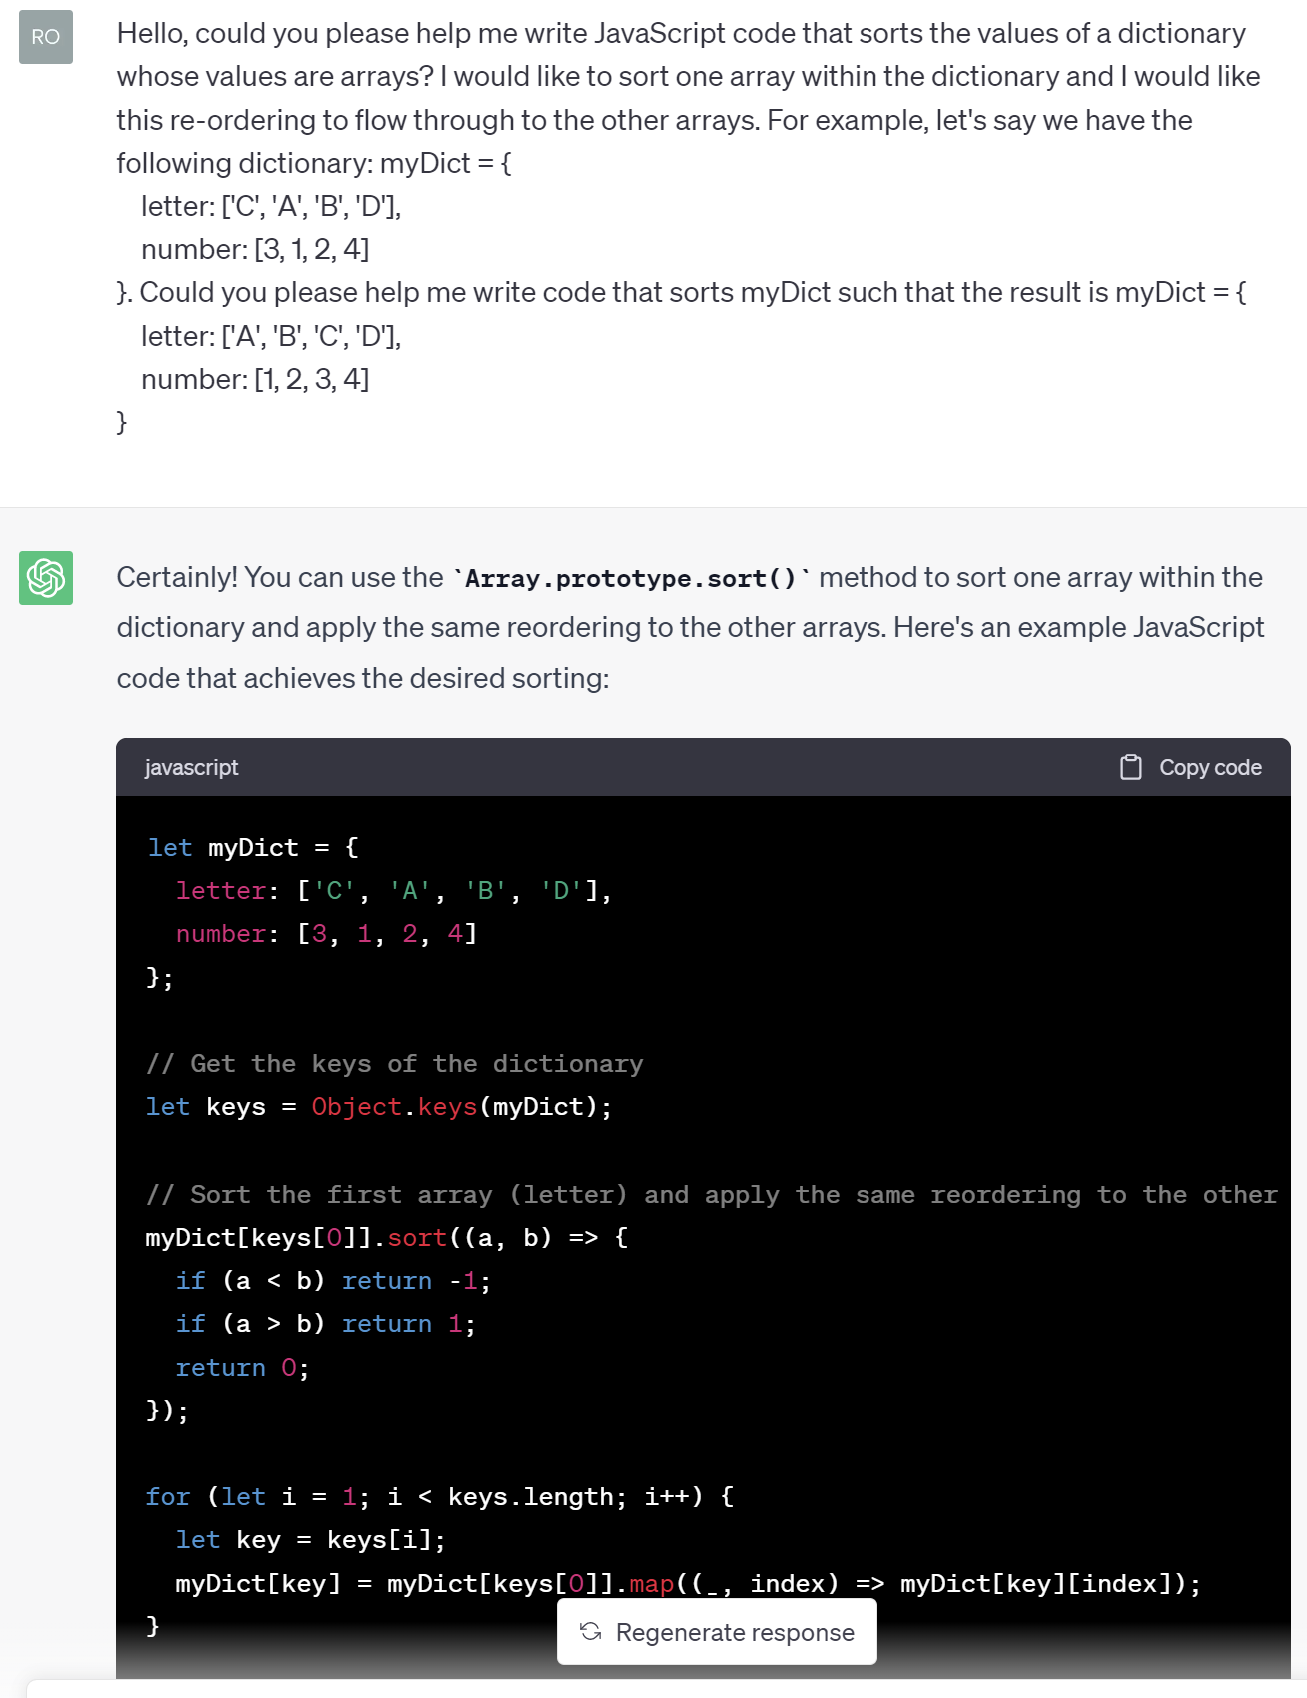 RO
Hello, could you please help me write JavaScript code that sorts the values of a dictionary
whose values are arrays? I would like to sort one array within the dictionary and I would like
this re-ordering to flow through to the other arrays. For example, let's say we have the
following dictionary: myDict = {
    letter: ['C', 'A', 'B', 'D'],
    number: [3, 1, 2, 4]
}. Could you please help me write code that sorts myDict such that the result is myDict = {
    letter: ['A', 'B', 'C', 'D'],
    number: [1, 2, 3, 4]
}
Certainly! You can use the `Array.prototype.sort()` method to sort one array within the
dictionary and apply the same reordering to the other arrays. Here's an example JavaScript
code that achieves the desired sorting:
javascript Copy code
let myDict = {
  letter: ['C', 'A', 'B', 'D'],
  number: [3, 1, 2, 4]
};
// Get the keys of the dictionary
let keys = Object.keys(myDict);
// Sort the first array (letter) and apply the same reordering to the other
myDict[keys[0]].sort((a, b) => {
  if (a < b) return -1;
  if (a > b) return 1;
  return 0;
});
for (let i = 1; i < keys.length; i++) {
  let key = keys[i];
  myDict[key] = myDict[keys[0]].map((_, index) => myDict[key][index]);
}
Regenerate response